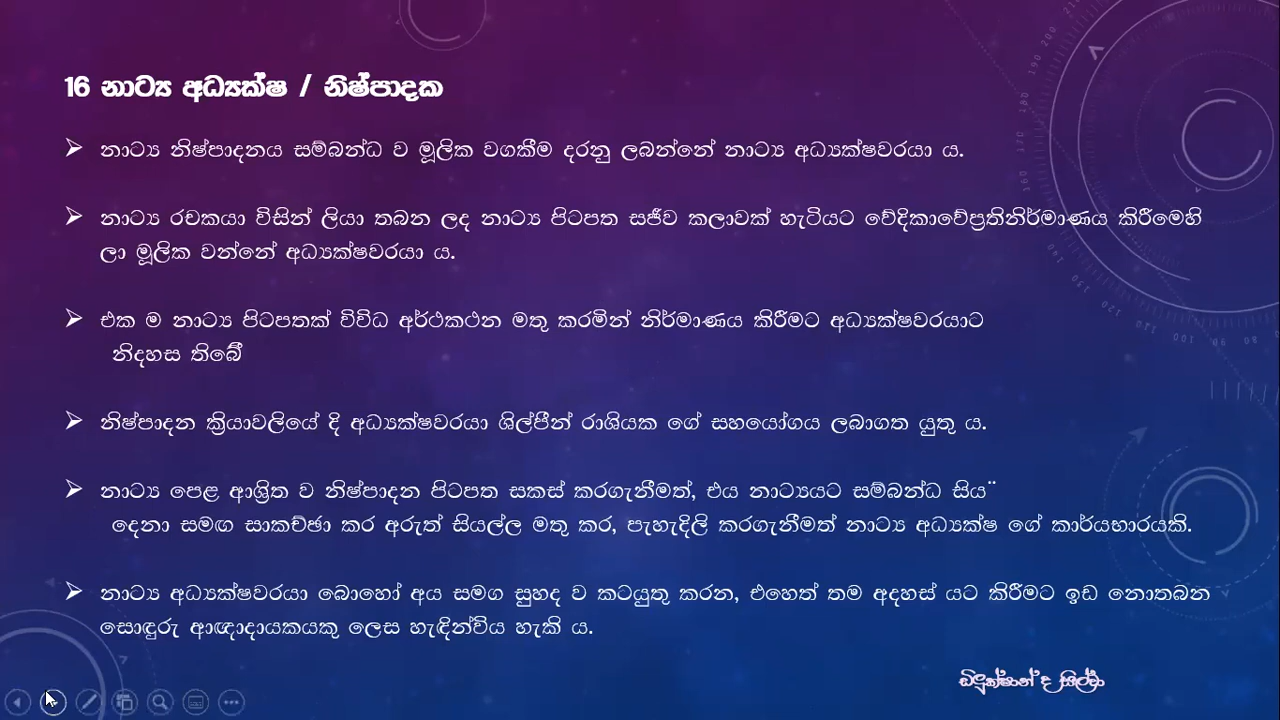 16 නාට්‍ය අධ්‍යක්ෂ / නිෂ්පාදක
➢ නාට්‍ය නිෂ්පාදනය සම්බන්ධ ව මූලික වගකීම දරනු ලබන්නේ නාට්‍ය අධ්‍යක්ෂවරයා ය.
➢ නාට්‍ය රචකයා විසින් ලියා තබන ලද නාට්‍ය පිටපත සජීව කලාවක් හැටියට වේදිකාවේප්‍රතිනිර්මාණය කිරීමෙහි
ලා මූලික වන්නේ අධ්‍යක්ෂවරයා ය.
➢ එක ම නාට්‍ය පිටපතක් විවිධ අර්ථකථන මතු කරමින් නිර්මාණය කිරීමට අධ්‍යක්ෂවරයාට
නිදහස තිබේ
➢ නිෂ්පාදන ක්‍රියාවලියේ දි අධ්‍යක්ෂවරයා ශිල්පීන් රාශියක ගේ සහයෝගය ලබාගත යුතු ය.
➢ නාට්‍ය පෙළ ආශ්‍රිත ව නිෂ්පාදන පිටපත සකස් කරගැනීමත්, එය නාට්‍යයට සම්බන්ධ සිය¨
දෙනා සමඟ සාකච්ඡා කර අරුත් සියල්ල මතු කර, පැහැදිලි කරගැනීමත් නාට්‍ය අධ්‍යක්ෂ ගේ කාර්යභාරයකි.
➢ නාට්‍ය අධ්‍යක්ෂවරයා බොහෝ අය සමග සුහද ව කටයුතු කරන, එහෙත් තම අදහස් යට කිරීමට ඉඩ නොතබන
සොඳුරු ආඥාදායකයකු ලෙස හැඳින්විය හැකි ය.
ඩිලුක්ෂාන් ද සිල්වා